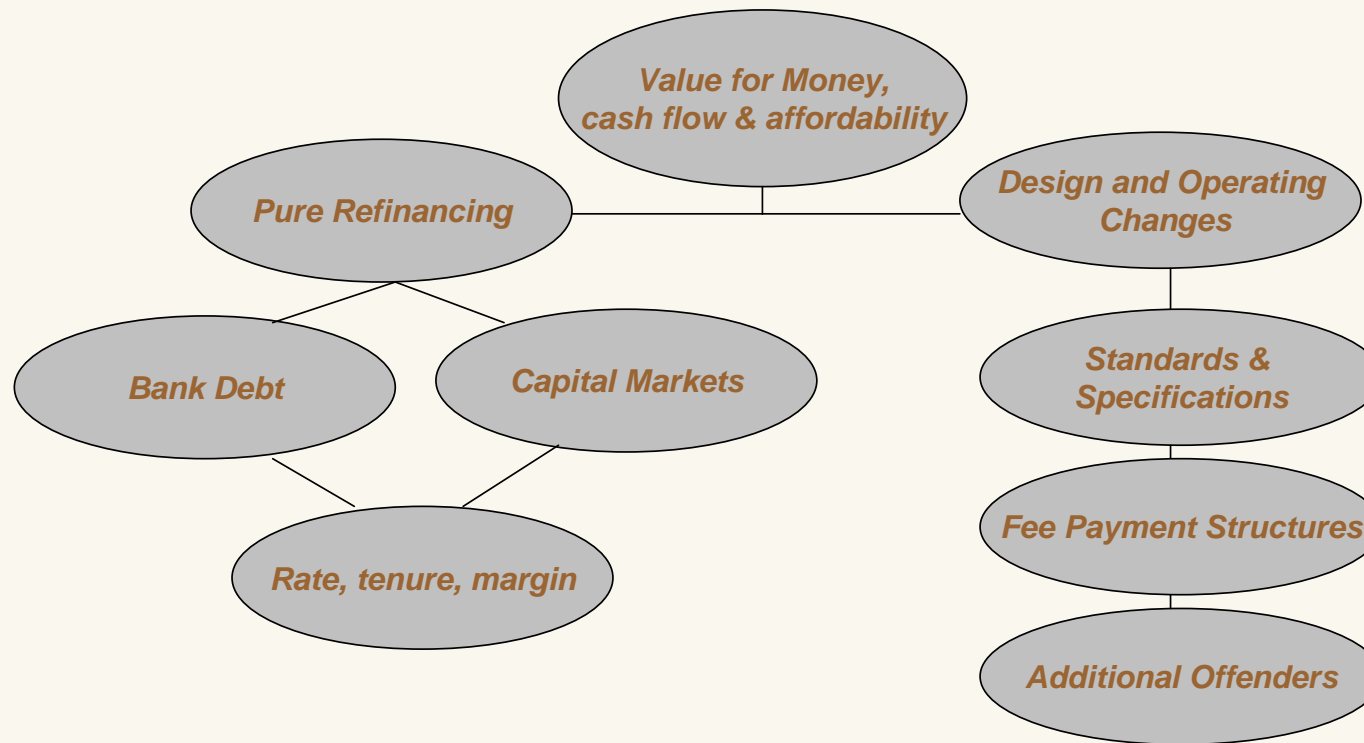 Value for Money,
cash flow & affordability
Pure Refinancing
Design and Operating
Changes
Bank Debt
Capital Markets
Standards &
Specifications
Rate, tenure, margin
Fee Payment Structures
Additional Offenders